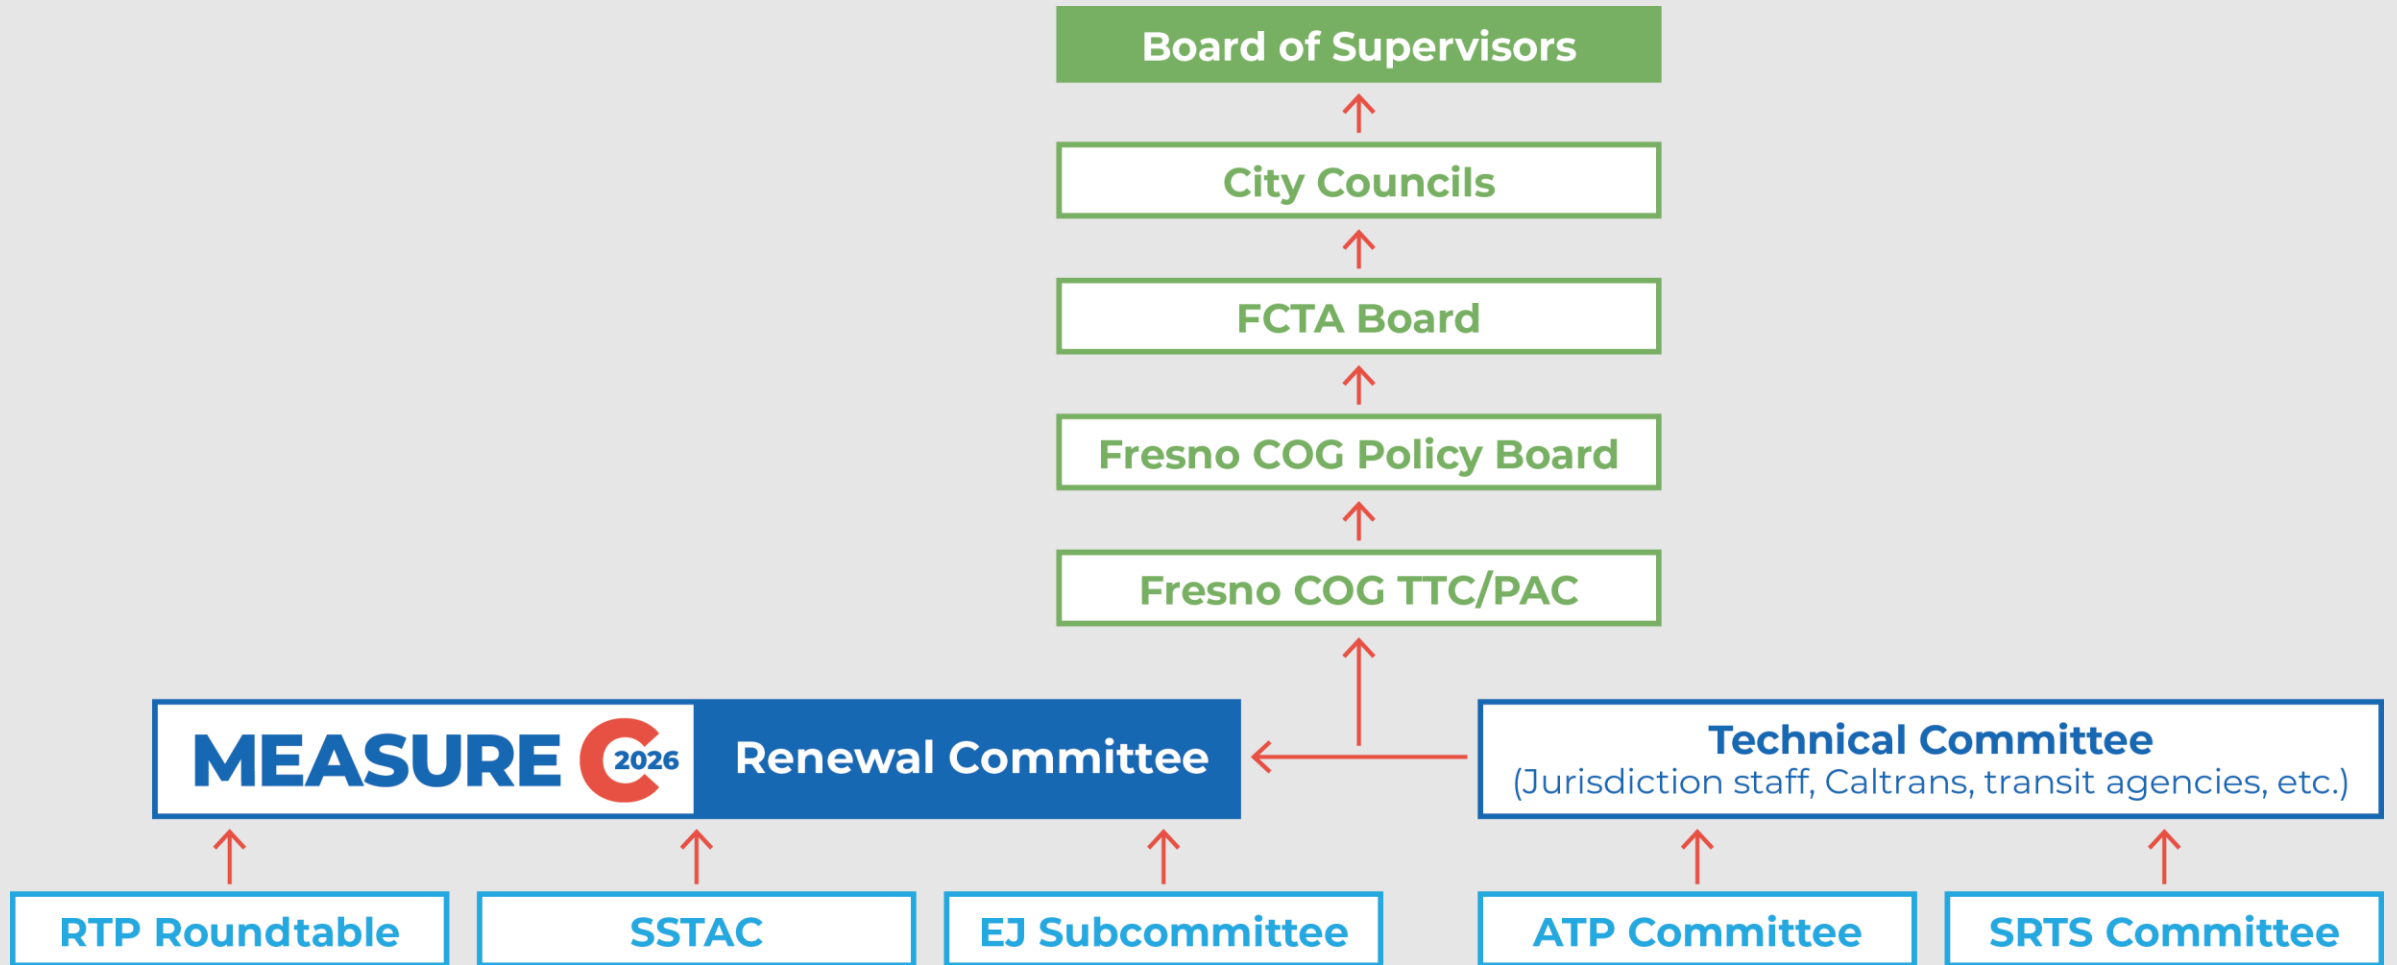 Board of Supervisors
City Councils
FCTA Board
Fresno COG Policy Board
Fresno COG TTC/PAC
MEASURE C 2026 Renewal Committee
Technical Committee
(Jurisdiction staff, Caltrans, transit agencies, etc.)
RTP Roundtable
SSTAC
EJ Subcommittee
ATP Committee
SRTS Committee